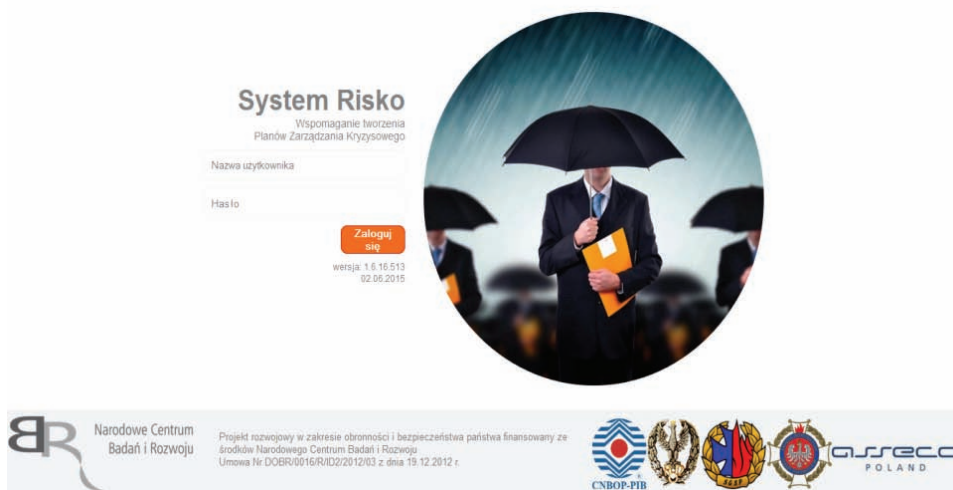 System Risko
Wspomaganie tworzenia
Planów Zarządzania Kryzysowego
Nazwa użytkownika
Hasło
Zaloguj
się
wersja: 1.6.16.513
02.06.2015
BR
Narodowe Centrum
Badań i Rozwoju
Projekt rozwojowy w zakresie obronności i bezpieczeństwa państwa finansowany ze
środków Narodowego Centrum Badań i Rozwoju
Umowa Nr DOBR/0016/R/ID2/2012/03 z dnia 19.12.2012 r.
CNBOP-PIB
SGSP
asseco
POLAND